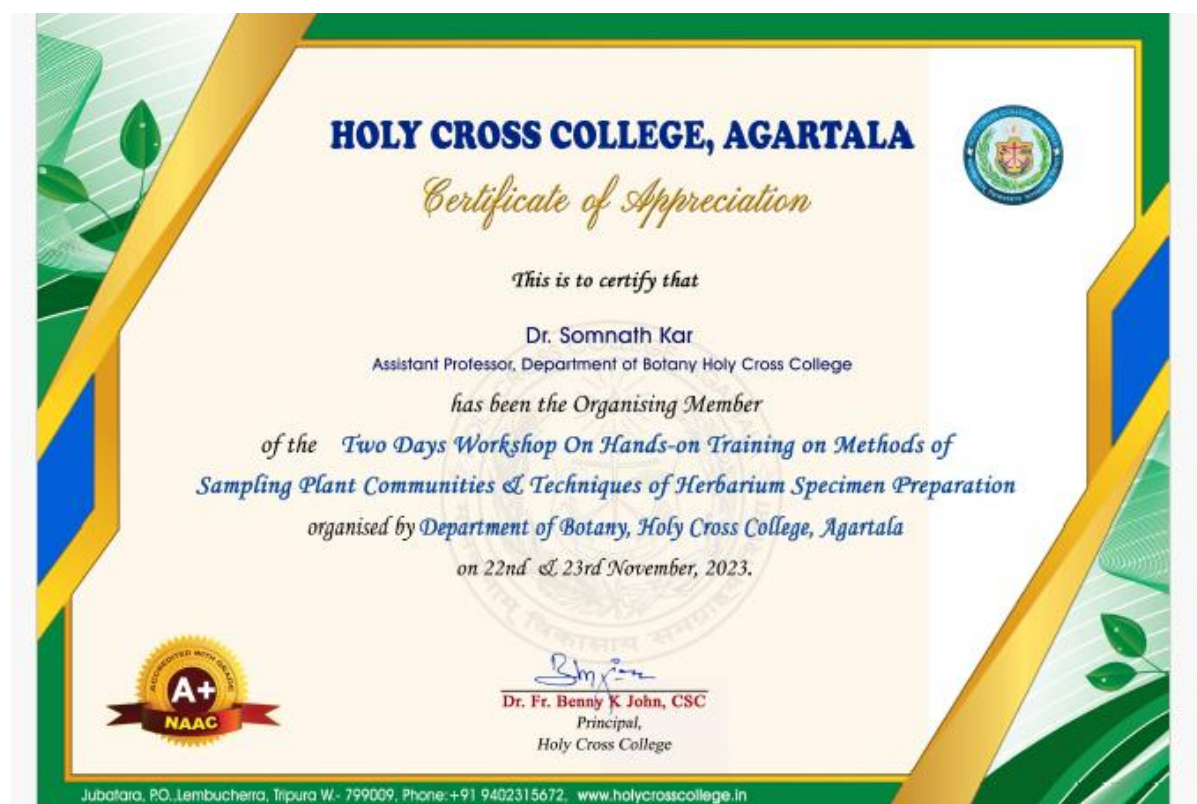 HOLY CROSS COLLEGE, AGARTALA
Certificate of Appreciation
This is to certify that
Dr. Somnath Kar
Assistant Professor, Department of Botany Holy Cross College
has been the Organising Member
of the Two Days Workshop On Hands-on Training on Methods of
Sampling Plant Communities & Techniques of Herbarium Specimen Preparation
organised by Department of Botany, Holy Cross College, Agartala
on 22nd & 23rd November, 2023.
ACCREDITED WITH GRADE
A+
NAAC
Dr. Fr. Benny K John, CSC
Principal,
Holy Cross College
Jubatara, P.O.,Lembucherra, Tripura W.- 799009, Phone:+91 9402315672, www.holycrosscollege.in